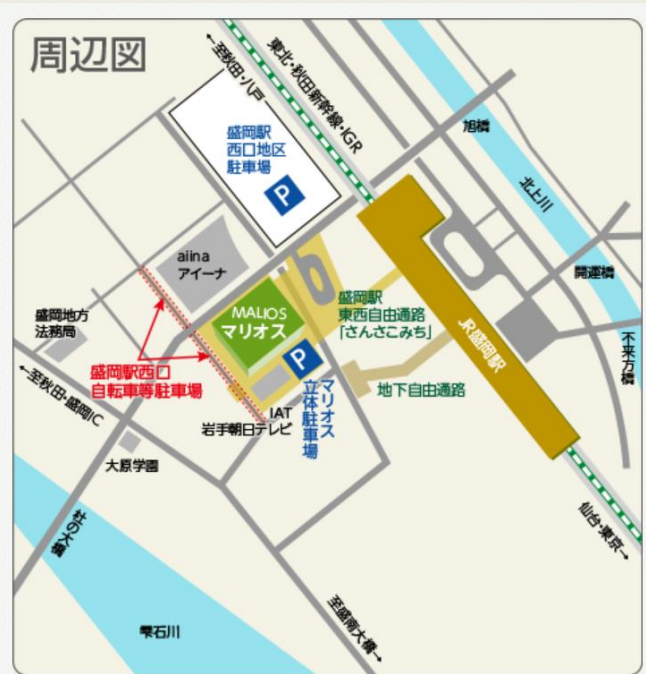 周辺図
←至秋田・八戸
東北・秋田新幹線・IGR
盛岡駅
西口地区
駐車場
P
旭橋
北上川
開運橋
不来方橋
aiina
アイーナ
MALIOS
マリオス
盛岡駅
東西自由通路
「さんさこみち」
JR盛岡駅
盛岡地方
法務局
盛岡駅西口
自転車等駐車場
P
マリオス
立体駐車場
地下自由通路
←至秋田・盛岡IC
IAT
岩手朝日テレビ
大原学園
杜の大橋
仙台・東京→
雫石川
至盛南大橋→